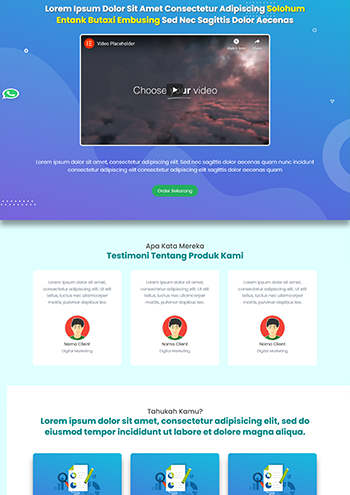 Lorem Ipsum Dolor Sit Amet Consectetur Adipiscing Solohum
Entank Butaxi Embusing Sed Nec Sagittis Dolor Aecenas
Video Placeholder
Watch later
Share
Choose your video
Lorem ipsum dolor sit amet, consectetur adipiscing elit. Sed nec sagittis dolor aecenas quam nunc incidunt
consectetur adipiscing elit consectetur adipiscing elit sagittis dolor aecenas quam
Order Sekarang
Apa Kata Mereka
Testimoni Tentang Produk Kami
Lorem ipsum dolor sit amet,
consectetur adipiscing elit. Ut elit
tellus, luctus nec ullamcorper
mattis, pulvinar dapibus leo.
Nama Client
Digital Marketing
Lorem ipsum dolor sit amet,
consectetur adipiscing elit. Ut elit
tellus, luctus nec ullamcorper
mattis, pulvinar dapibus leo.
Nama Client
Digital Marketing
Lorem ipsum dolor sit amet,
consectetur adipiscing elit. Ut elit
tellus, luctus nec ullamcorper
mattis, pulvinar dapibus leo.
Nama Client
Digital Marketing
Tahukah Kamu?
Lorem ipsum dolor sit amet, consectetur adipisicing elit, sed do
eiusmod tempor incididunt ut labore et dolore magna aliqua.